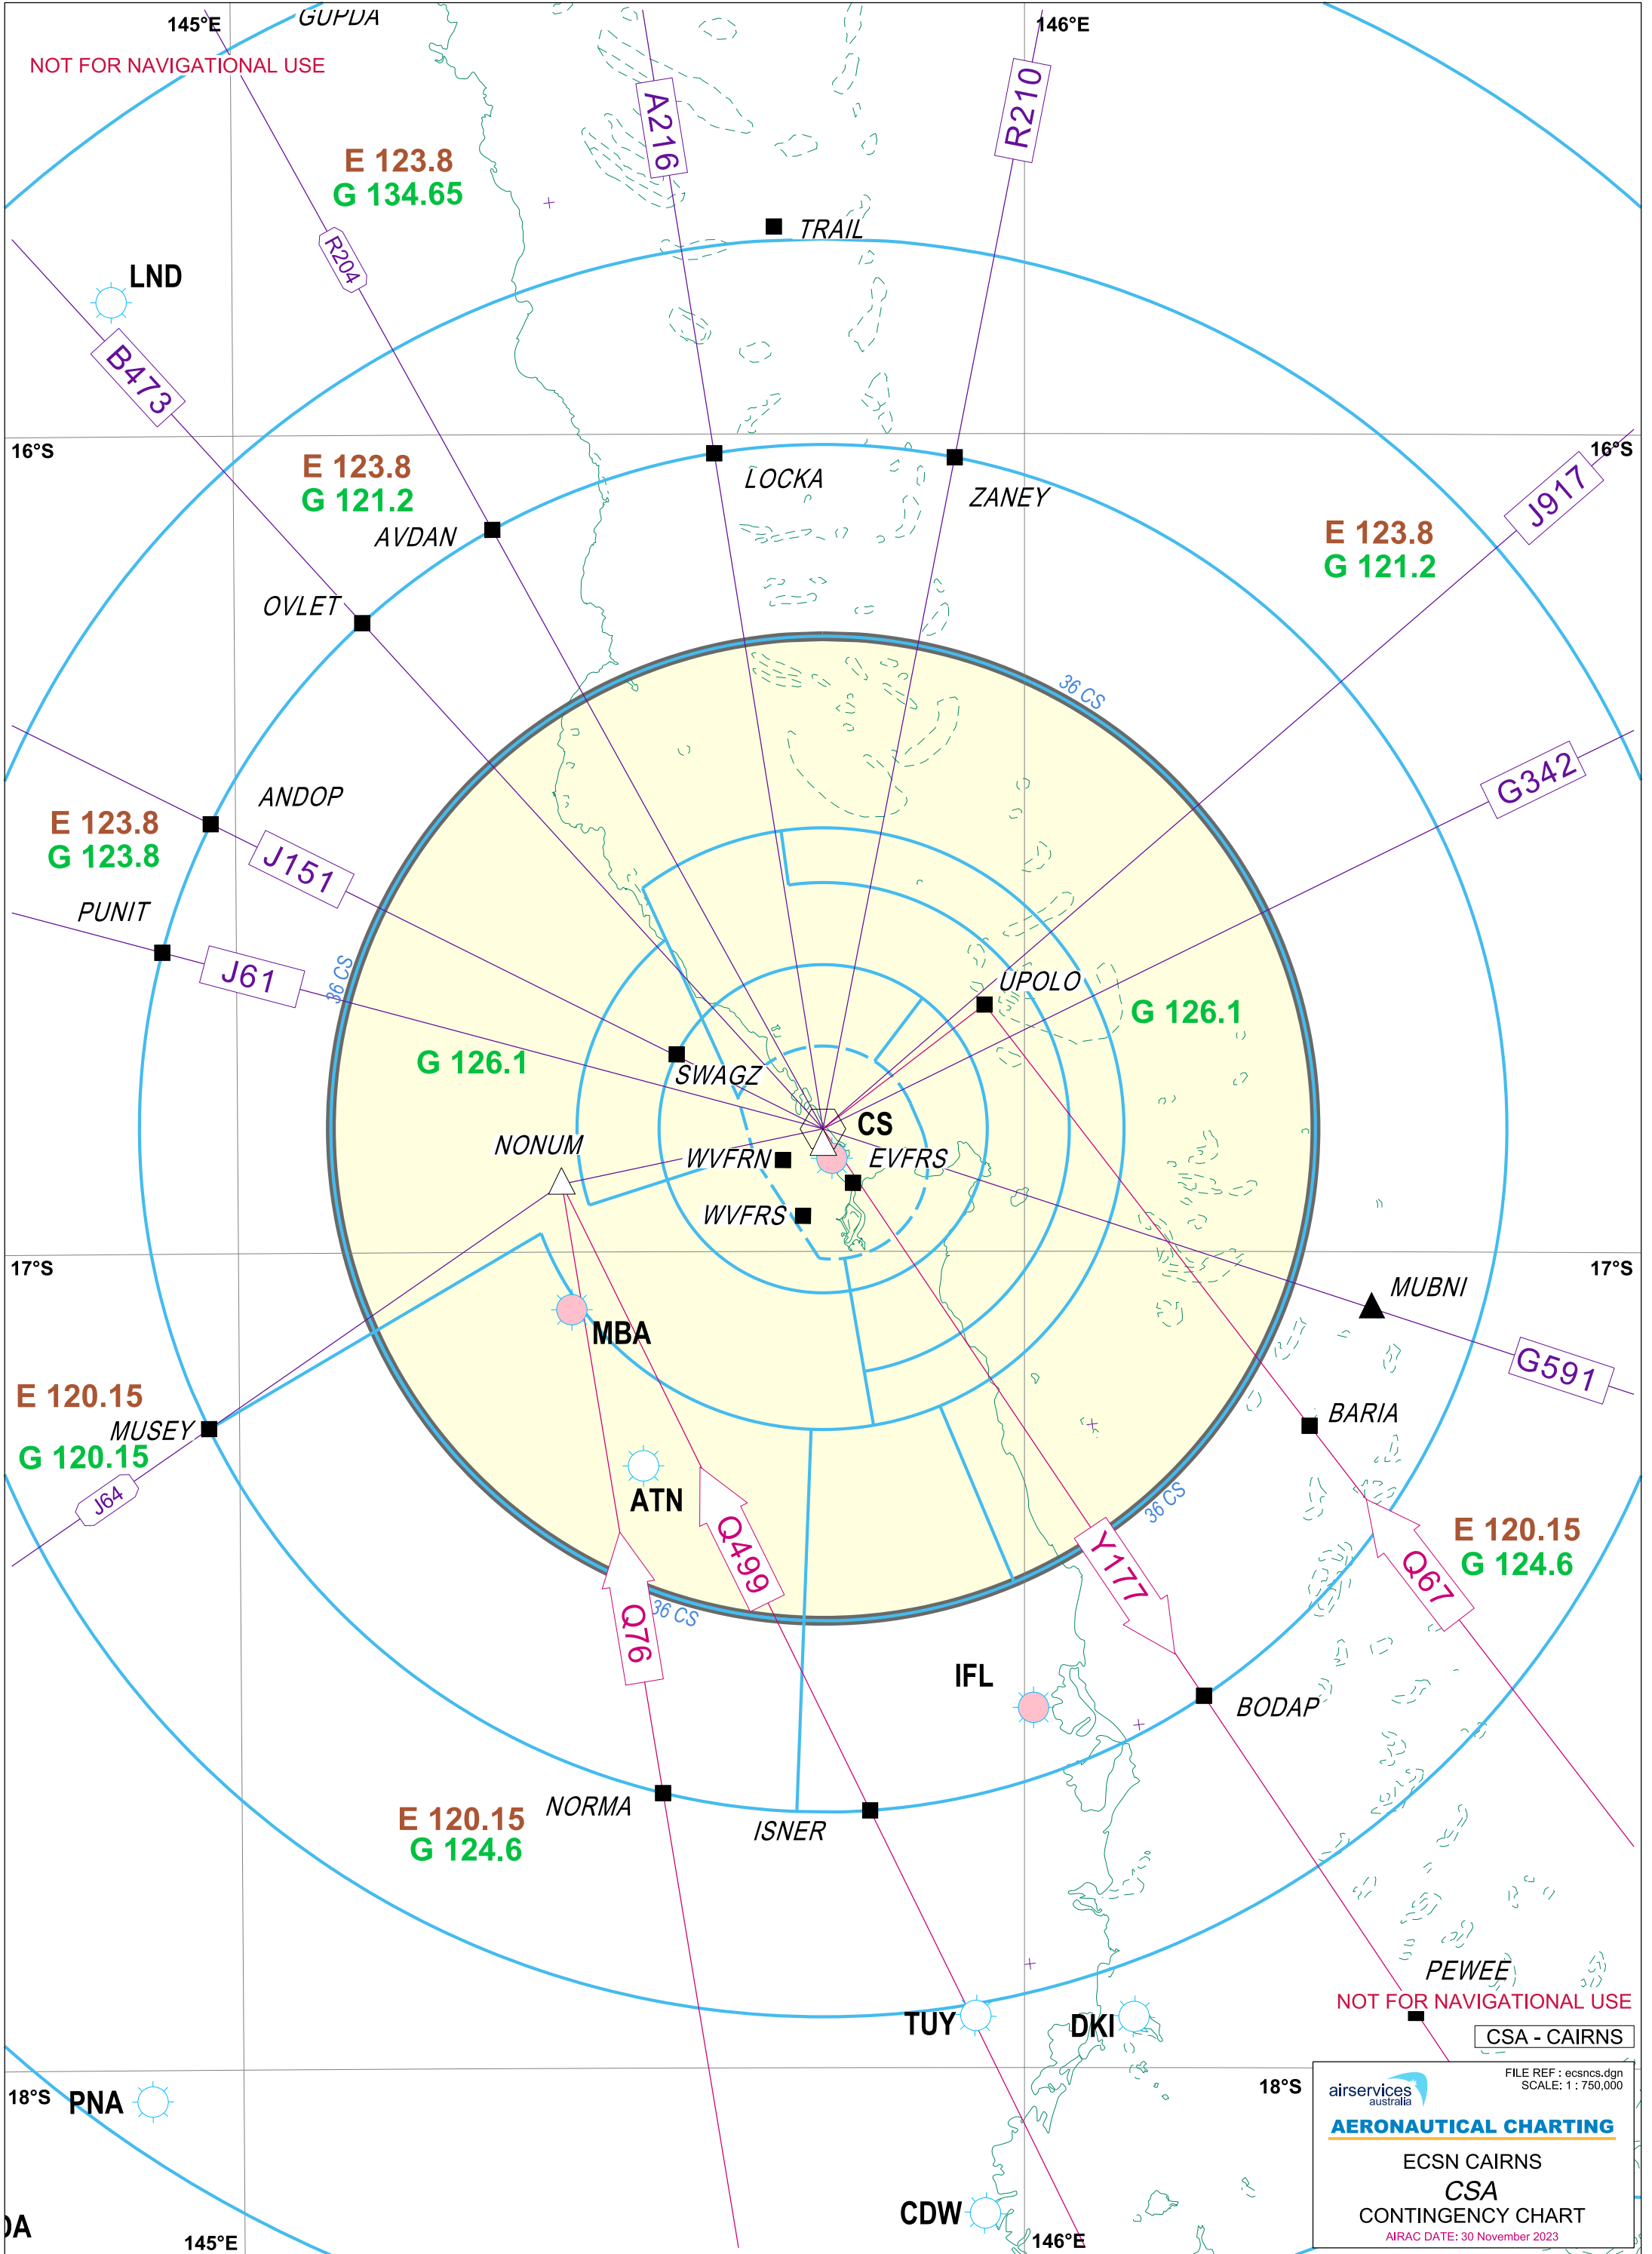 145°E
GUPDA
146°E
NOT FOR NAVIGATIONAL USE
A216
R210
E 123.8
G 134.65
TRAIL
R204
LND
B473
16°S
16°S
E 123.8
G 121.2
LOCKA
ZANEY
J917
AVDAN
E 123.8
G 121.2
OVLET
36 CS
G342
ANDOP
E 123.8
G 123.8
J151
PUNIT
J61
36 CS
UPOLO
G 126.1
G 126.1
SWAGZ
CS
NONUM
WVFRN
EVFRS
WVFRS
17°S
17°S
MUBNI
MBA
G591
E 120.15
MUSEY
G 120.15
BARIA
J64
ATN
36 CS
Q499
Y177
Q67
E 120.15
G 124.6
Q76
36 CS
IFL
BODAP
NORMA
E 120.15
G 124.6
ISNER
PEWEE
NOT FOR NAVIGATIONAL USE
TUY
DKI
CSA - CAIRNS
18°S
PNA
18°S
airservices
australia
FILE REF : ecsncs.dgn
SCALE: 1 : 750,000
AERONAUTICAL CHARTING
ECSN CAIRNS
CSA
CONTINGENCY CHART
AIRAC DATE: 30 November 2023
CDW
145°E
146°E